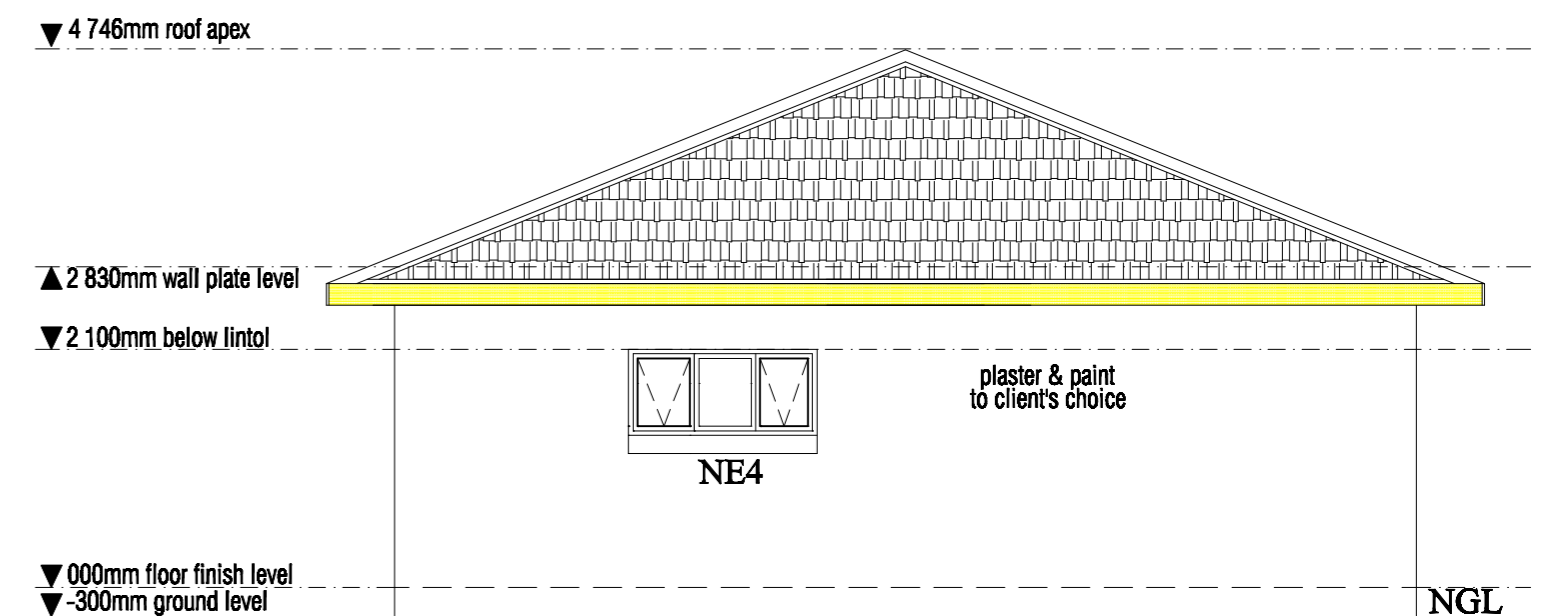 4 746mm roof apex
2 830mm wall plate level
2 100mm below lintol
plaster & paint
to client's choice
NE4
000mm floor finish level
-300mm ground level
NGL